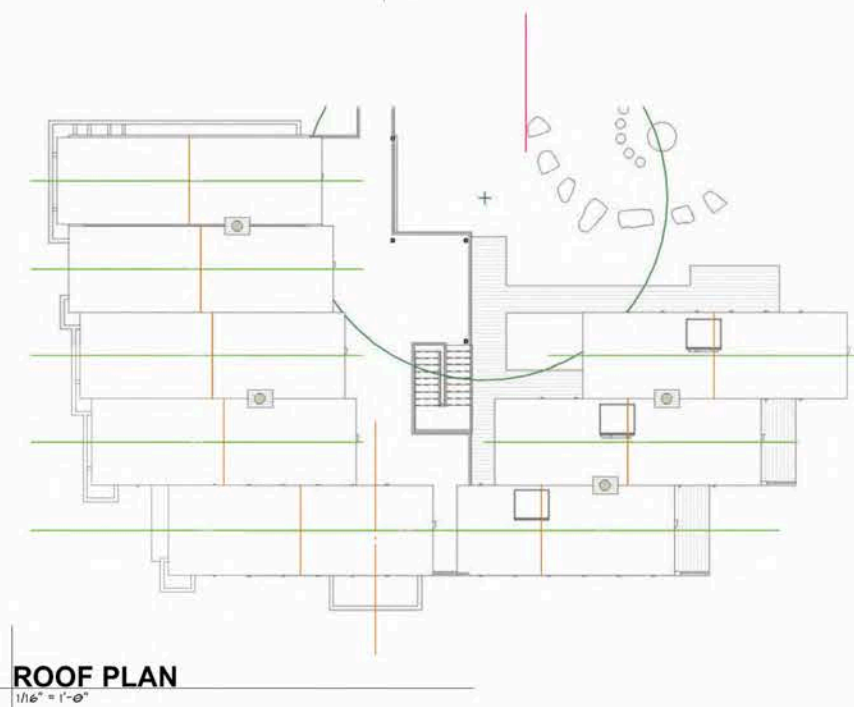 ROOF PLAN
1/16" = 1'-0"